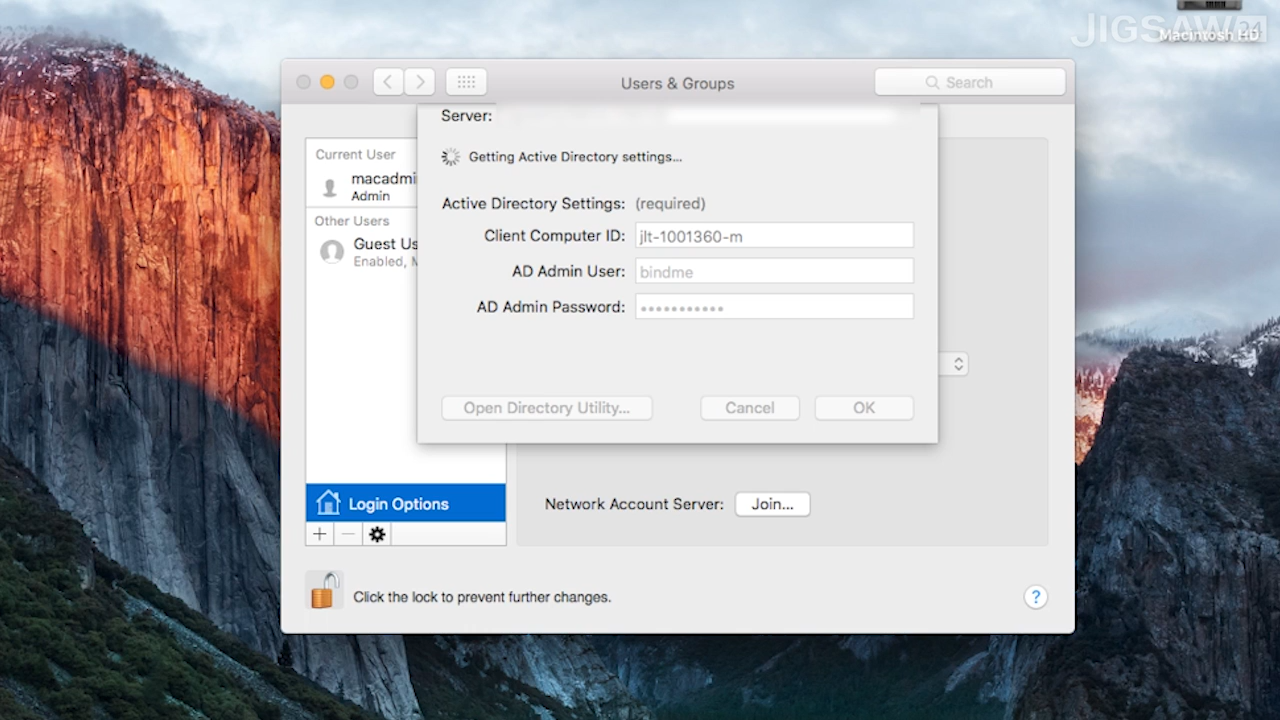 JIGSAW24
Macintosh HD
Users & Groups
Search
Server:
Getting Active Directory settings...
Current User
macadmi
Admin
Active Directory Settings: (required)
Other Users
Client Computer ID: jlt-1001360-m
Guest Us
Enabled, M
AD Admin User: bindme
AD Admin Password: •••••••••••
Open Directory Utility...
Cancel
OK
Login Options
Network Account Server: Join...
Click the lock to prevent further changes.
?